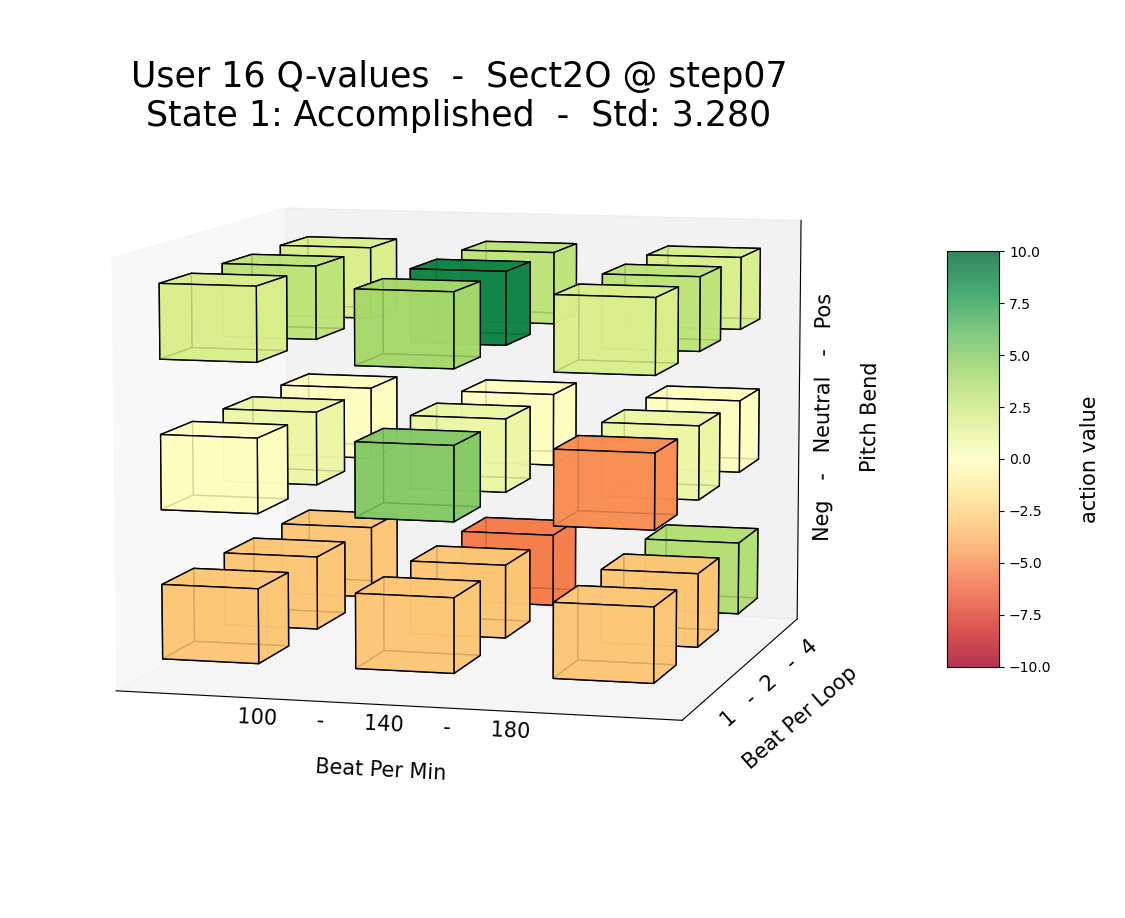 User 16 Q-values  -  Sect2O @ step07
State 1: Accomplished  -  Std: 3.280
Neg  -  Neutral  -  Pos
Pitch Bend
100  -  140  -  180
Beat Per Min
1  -  2  -  4
Beat Per Loop
10.0
7.5
5.0
2.5
0.0
−2.5
−5.0
−7.5
−10.0
action value